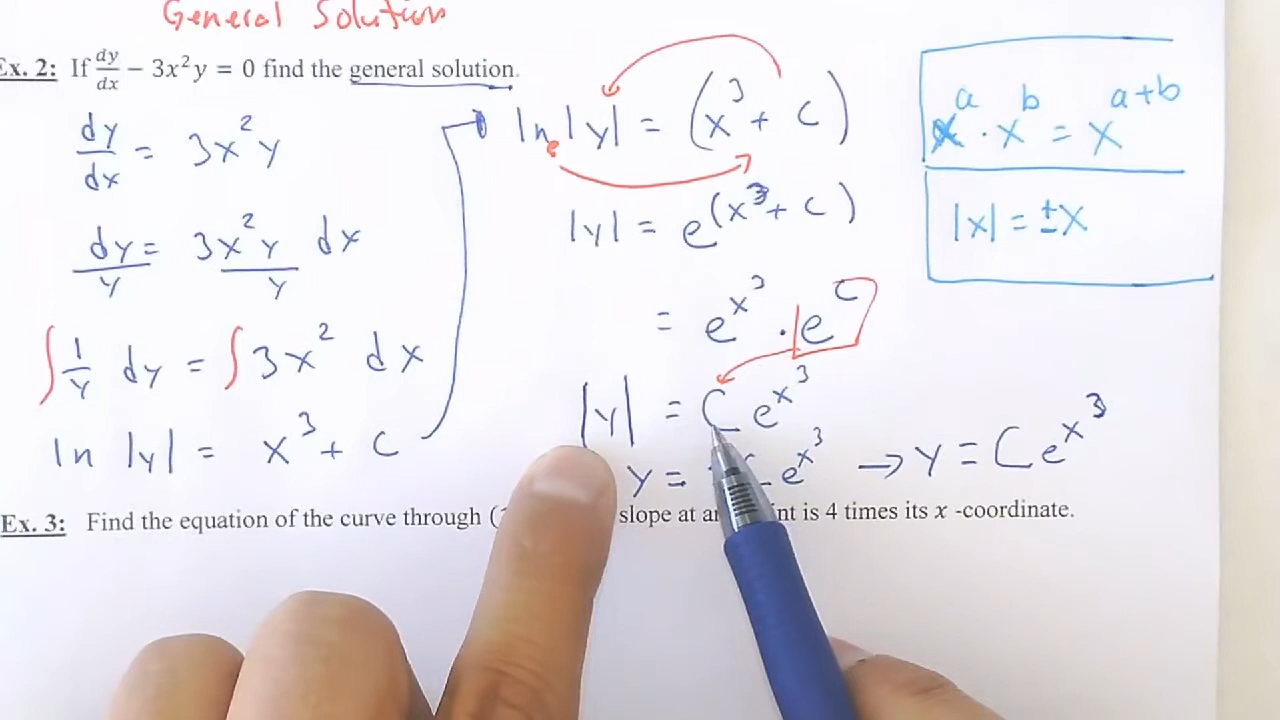 General Solution
Ex. 2: If dy/dx − 3x²y = 0 find the general solution.
dy/dx = 3x²y
dy/y = 3x²y/y dx
∫ 1/y dy = ∫ 3x² dx
ln |y| = x³ + c
lnₑ |y| = (x³ + c)
|y| = e^(x³ + c)
= e^x³ · e^c
|y| = C e^x³
y = C e^x³ → y = C e^x³
x^a · x^b = x^(a+b)
|x| = ±x
Ex. 3: Find the equation of the curve through ( slope at is 4 times its x -coordinate.